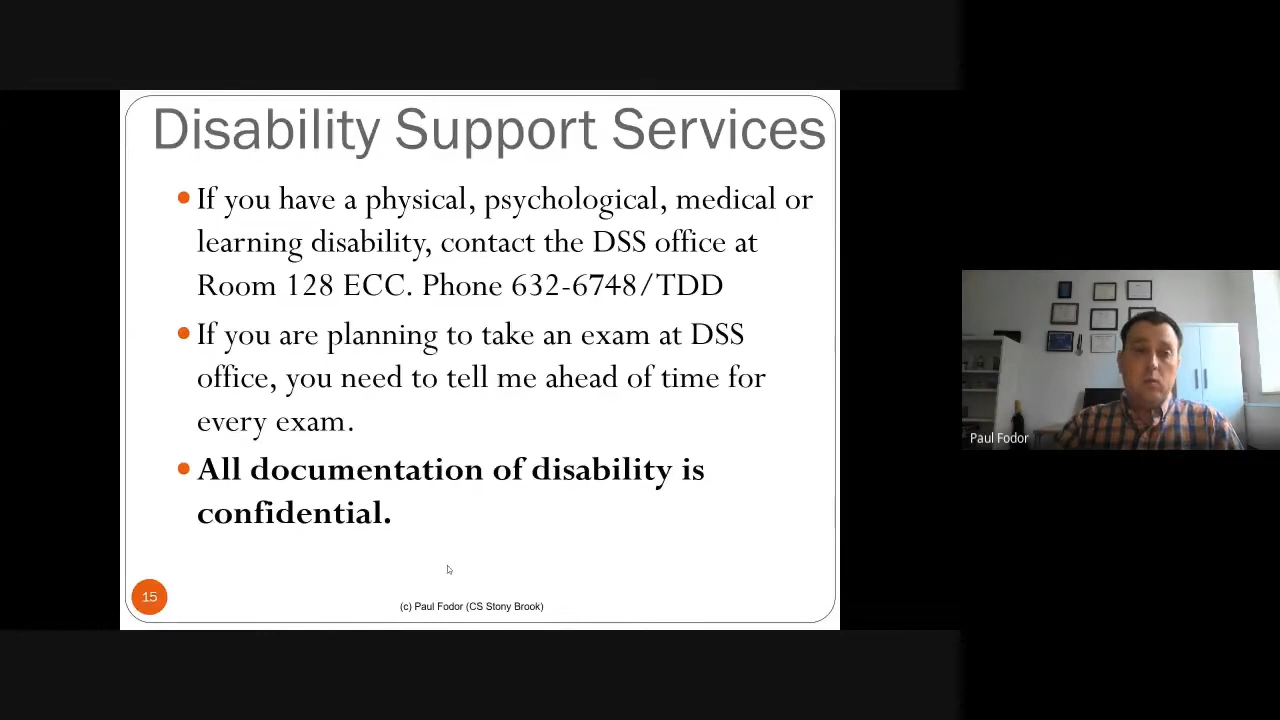 Disability Support Services
• If you have a physical, psychological, medical or
learning disability, contact the DSS office at
Room 128 ECC. Phone 632-6748/TDD
• If you are planning to take an exam at DSS
office, you need to tell me ahead of time for
every exam.
• All documentation of disability is
confidential.
15
(c) Paul Fodor (CS Stony Brook)
Paul Fodor